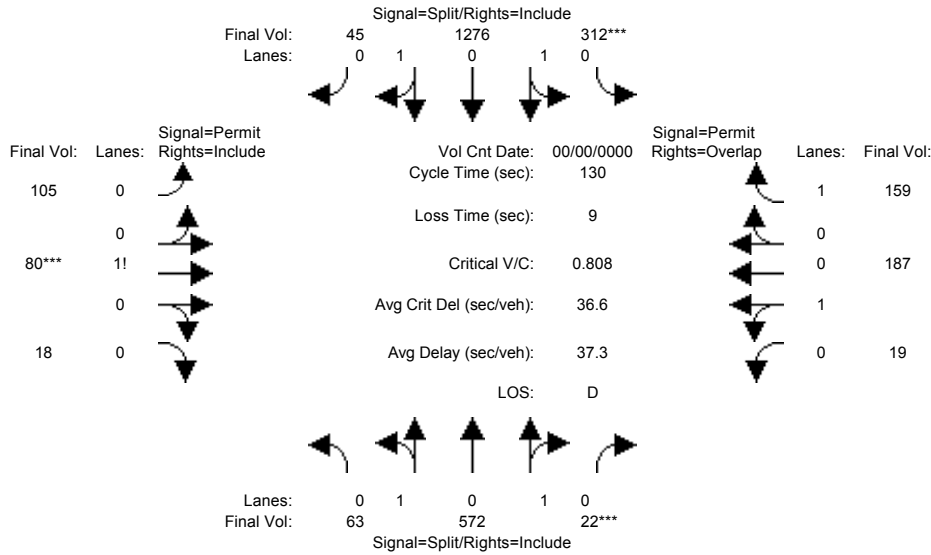 Signal=Split/Rights=Include
Final Vol: 45 1276 312***
Lanes: 0 1 0 1 0
Signal=Permit Signal=Permit
Final Vol: Lanes: Rights=Include Vol Cnt Date: 00/00/0000 Rights=Overlap Lanes: Final Vol:
Cycle Time (sec): 130
105 0 1 159
Loss Time (sec): 9
0 0
80*** 1! Critical V/C: 0.808 0 187
0 Avg Crit Del (sec/veh): 36.6 1
18 0 Avg Delay (sec/veh): 37.3 0 19
LOS: D
Lanes: 0 1 0 1 0
Final Vol: 63 572 22***
Signal=Split/Rights=Include